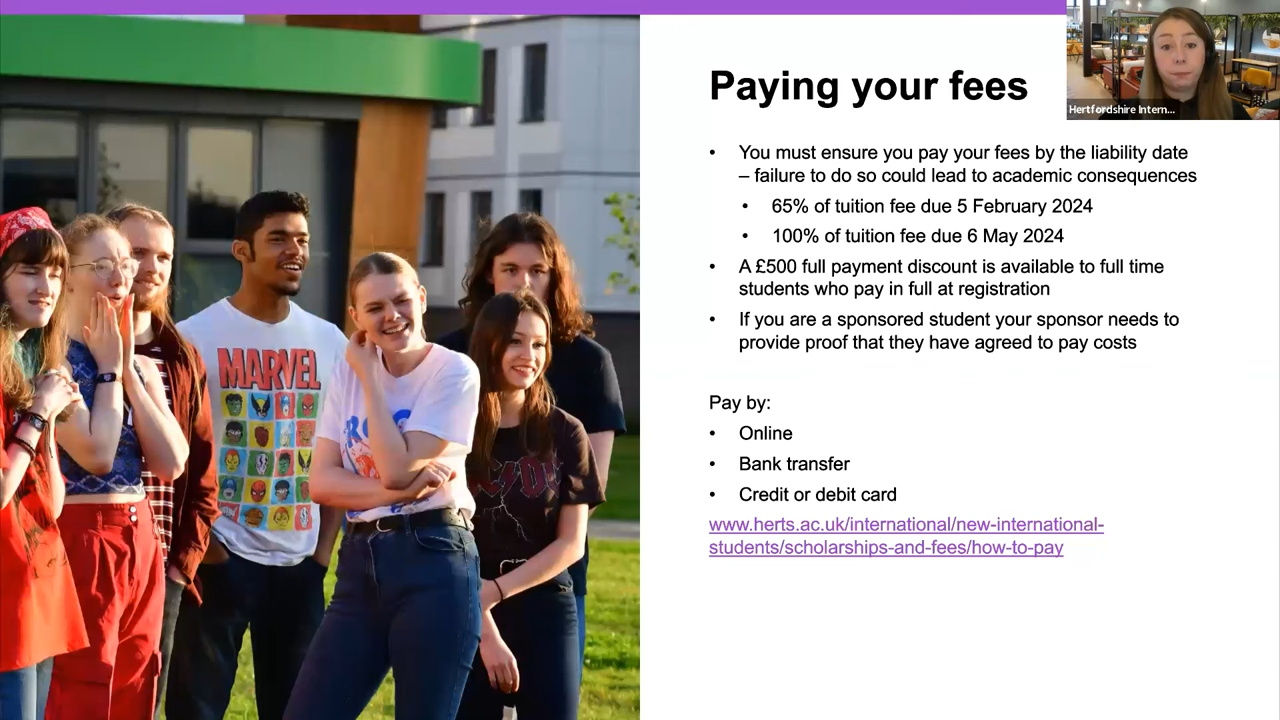 Paying your fees
Hertfordshire Intern...
• You must ensure you pay your fees by the liability date
– failure to do so could lead to academic consequences
• 65% of tuition fee due 5 February 2024
• 100% of tuition fee due 6 May 2024
• A £500 full payment discount is available to full time
students who pay in full at registration
• If you are a sponsored student your sponsor needs to
provide proof that they have agreed to pay costs
MARVEL
Pay by:
• Online
• Bank transfer
• Credit or debit card
www.herts.ac.uk/international/new-international-
students/scholarships-and-fees/how-to-pay